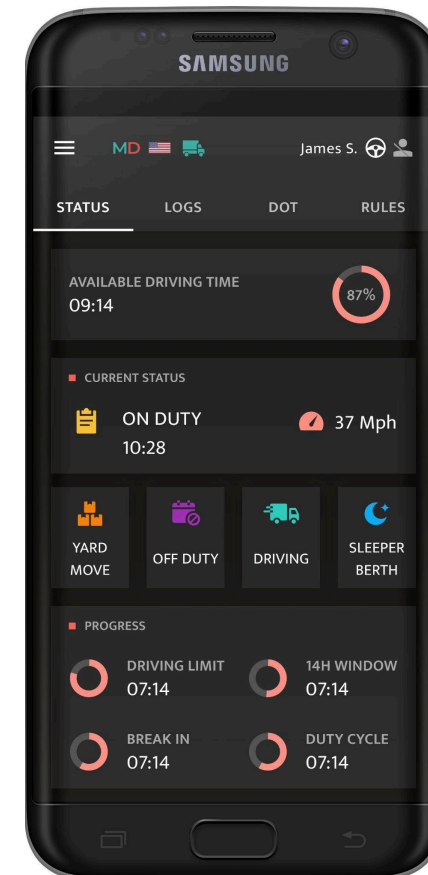 SAMSUNG
MD James S.
STATUS LOGS DOT RULES
AVAILABLE DRIVING TIME
09:14
87%
CURRENT STATUS
ON DUTY
10:28
37 Mph
YARD
MOVE
OFF DUTY
DRIVING
SLEEPER
BERTH
PROGRESS
DRIVING LIMIT
07:14
14H WINDOW
07:14
BREAK IN
07:14
DUTY CYCLE
07:14